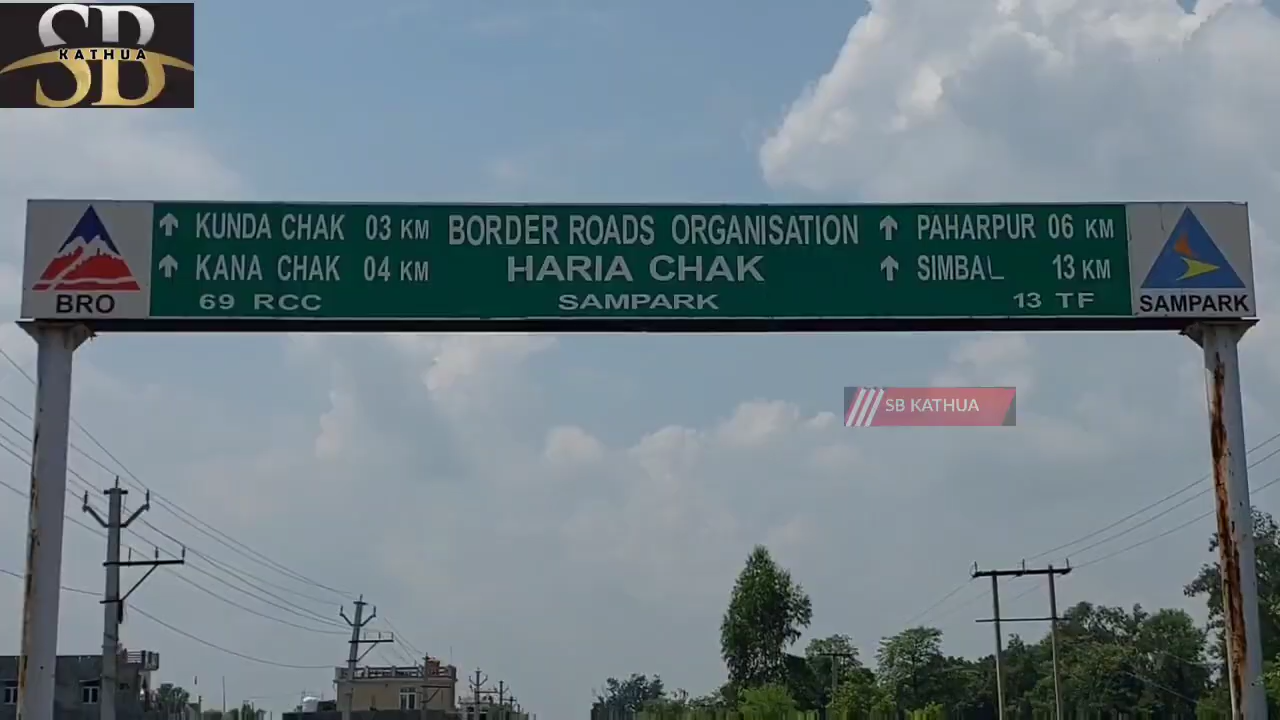 SB
KATHUA
KUNDA CHAK 03 KM
KANA CHAK 04 KM
69 RCC
BRO
BORDER ROADS ORGANISATION
HARIA CHAK
SAMPARK
PAHARPUR 06 KM
SIMBAL 13 KM
13 TF
SAMPARK
SB KATHUA